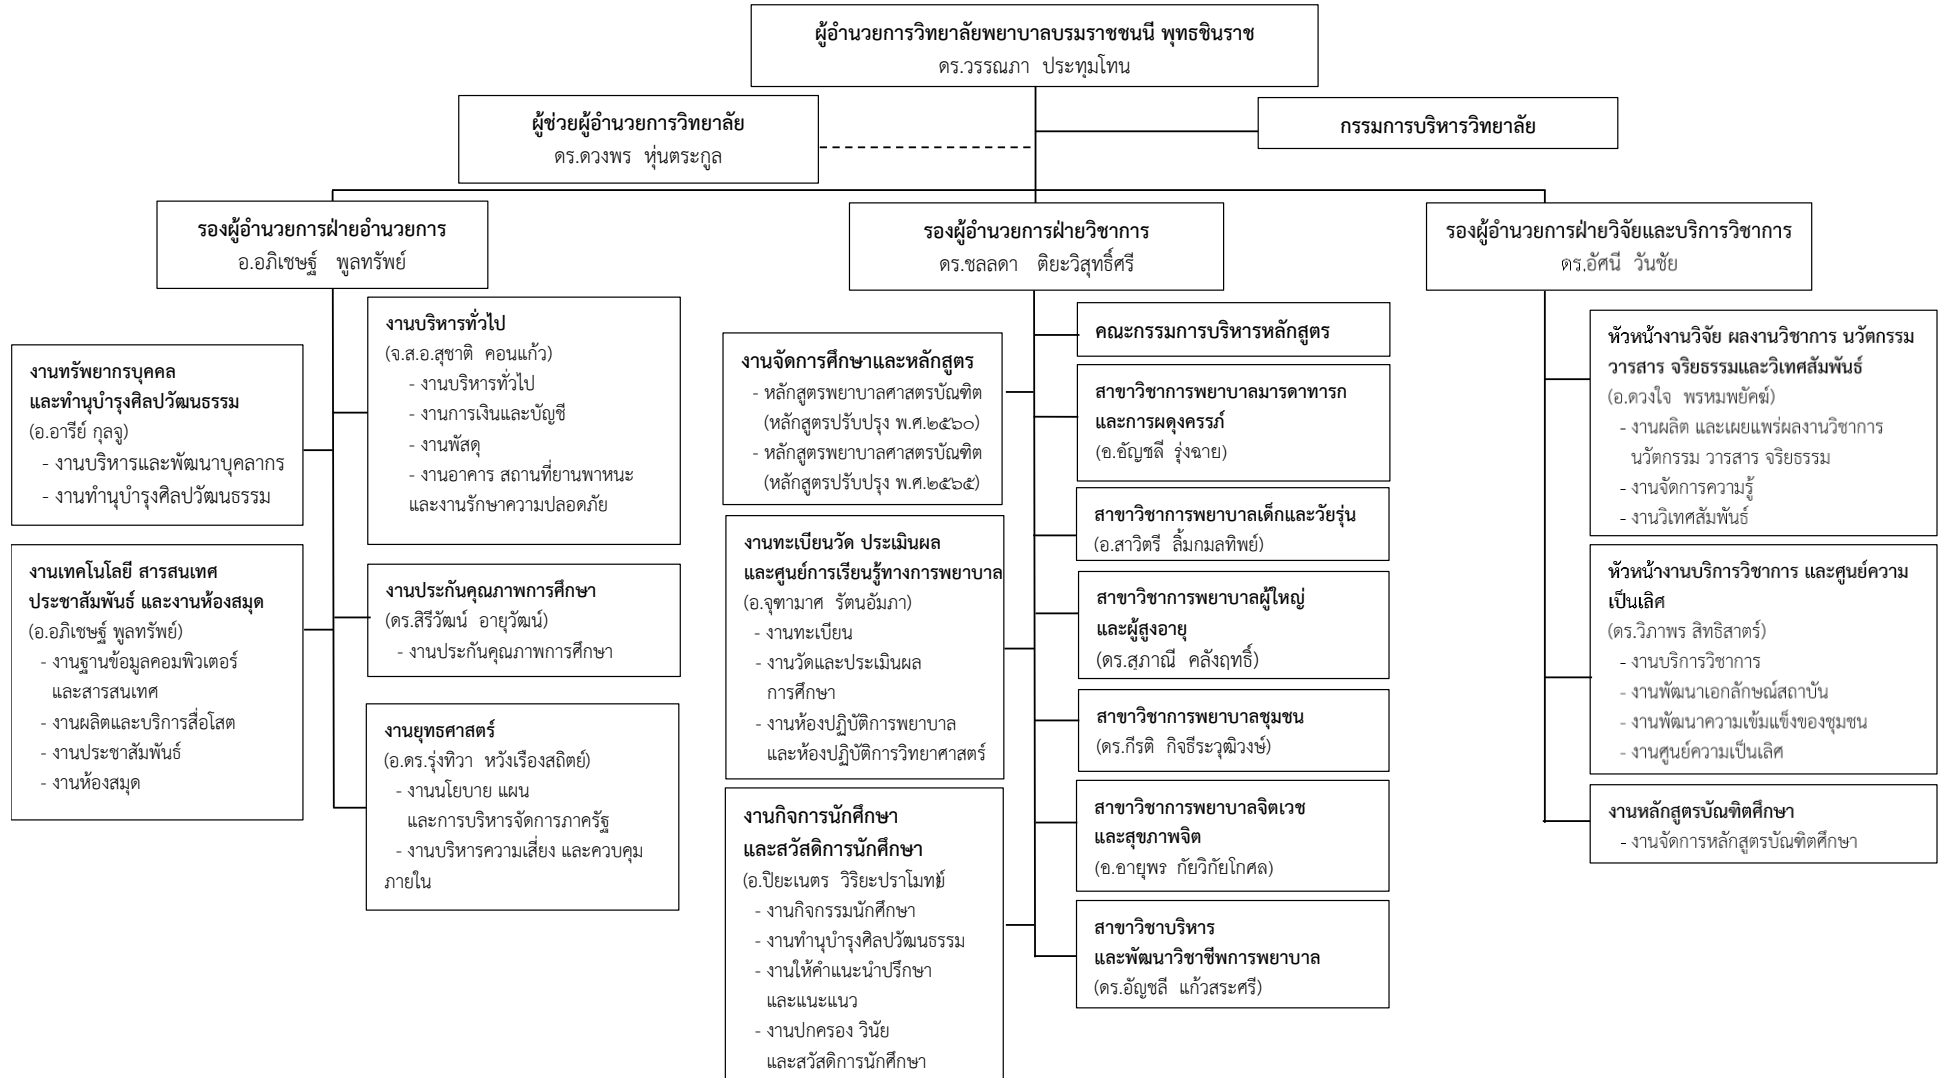 ผู้อำนวยการวิทยาลัยพยาบาลบรมราชชนนี พุทธชินราช
ดร.วรรณภา ประทุมโทน
ผู้ช่วยผู้อำนวยการวิทยาลัย
ดร.ดวงพร หุ่นตระกูล
กรรมการบริหารวิทยาลัย
รองผู้อำนวยการฝ่ายอำนวยการ
อ.อภิเชษฐ์ พูลทรัพย์
รองผู้อำนวยการฝ่ายวิชาการ
ดร.ชลลดา ติยะวิสุทธิ์ศรี
รองผู้อำนวยการฝ่ายวิจัยและบริการวิชาการ
ดร.อัศนี วันชัย
งานทรัพยากรบุคคล
และทำนุบำรุงศิลปวัฒนธรรม
(อ.อารีย์ กุลจู)
- งานบริหารและพัฒนาบุคลากร
- งานทำนุบำรุงศิลปวัฒนธรรม
งานเทคโนโลยี สารสนเทศ
ประชาสัมพันธ์ และงานห้องสมุด
(อ.อภิเชษฐ์ พูลทรัพย์)
- งานฐานข้อมูลคอมพิวเตอร์
และสารสนเทศ
- งานผลิตและบริการสื่อโสต
- งานประชาสัมพันธ์
- งานห้องสมุด
งานบริหารทั่วไป
(จ.ส.อ.สุชาติ คอนแก้ว)
- งานบริหารทั่วไป
- งานการเงินและบัญชี
- งานพัสดุ
- งานอาคาร สถานที่ยานพาหนะ
และงานรักษาความปลอดภัย
งานประกันคุณภาพการศึกษา
(ดร.สิรีวัฒน์ อายุวัฒน์)
- งานประกันคุณภาพการศึกษา
งานยุทธศาสตร์
(อ.ดร.รุ่งทิวา หวังเรืองสถิตย์)
- งานนโยบาย แผน
และการบริหารจัดการภาครัฐ
- งานบริหารความเสี่ยง และควบคุม
ภายใน
งานจัดการศึกษาและหลักสูตร
- หลักสูตรพยาบาลศาสตรบัณฑิต
(หลักสูตรปรับปรุง พ.ศ.๒๕๖๐)
- หลักสูตรพยาบาลศาสตรบัณฑิต
(หลักสูตรปรับปรุง พ.ศ.๒๕๖๕)
งานทะเบียนวัด ประเมินผล
และศูนย์การเรียนรู้ทางการพยาบาล
(อ.จุฑามาศ รัตนอัมภา)
- งานทะเบียน
- งานวัดและประเมินผล
การศึกษา
- งานห้องปฏิบัติการพยาบาล
และห้องปฏิบัติการวิทยาศาสตร์
งานกิจการนักศึกษา
และสวัสดิการนักศึกษา
(อ.ปิยะเนตร วิริยะปราโมทย์)
- งานกิจกรรมนักศึกษา
- งานทำนุบำรุงศิลปวัฒนธรรม
- งานให้คำแนะนำปรึกษา
และแนะแนว
- งานปกครอง วินัย
และสวัสดิการนักศึกษา
คณะกรรมการบริหารหลักสูตร
สาขาวิชาการพยาบาลมารดาทารก
และการผดุงครรภ์
(อ.อัญชลี รุ่งฉาย)
สาขาวิชาการพยาบาลเด็กและวัยรุ่น
(อ.สาวิตรี ลิ้มกมลทิพย์)
สาขาวิชาการพยาบาลผู้ใหญ่
และผู้สูงอายุ
(ดร.สุภาณี คลังฤทธิ์)
สาขาวิชาการพยาบาลชุมชน
(ดร.กีรติ กิจธีระวุฒิวงษ์)
สาขาวิชาการพยาบาลจิตเวช
และสุขภาพจิต
(อ.อายุพร กัยวิกัยโกศล)
สาขาวิชาบริหาร
และพัฒนาวิชาชีพการพยาบาล
(ดร.อัญชลี แก้วสระศรี)
หัวหน้างานวิจัย ผลงานวิชาการ นวัตกรรม
วารสาร จริยธรรมและวิเทศสัมพันธ์
(อ.ดวงใจ พรหมพยัคฆ์)
- งานผลิต และเผยแพร่ผลงานวิชาการ
นวัตกรรม วารสาร จริยธรรม
- งานจัดการความรู้
- งานวิเทศสัมพันธ์
หัวหน้างานบริการวิชาการ และศูนย์ความ
เป็นเลิศ
(ดร.วิภาพร สิทธิสาตร์)
- งานบริการวิชาการ
- งานพัฒนาเอกลักษณ์สถาบัน
- งานพัฒนาความเข้มแข็งของชุมชน
- งานศูนย์ความเป็นเลิศ
งานหลักสูตรบัณฑิตศึกษา
- งานจัดการหลักสูตรบัณฑิตศึกษา